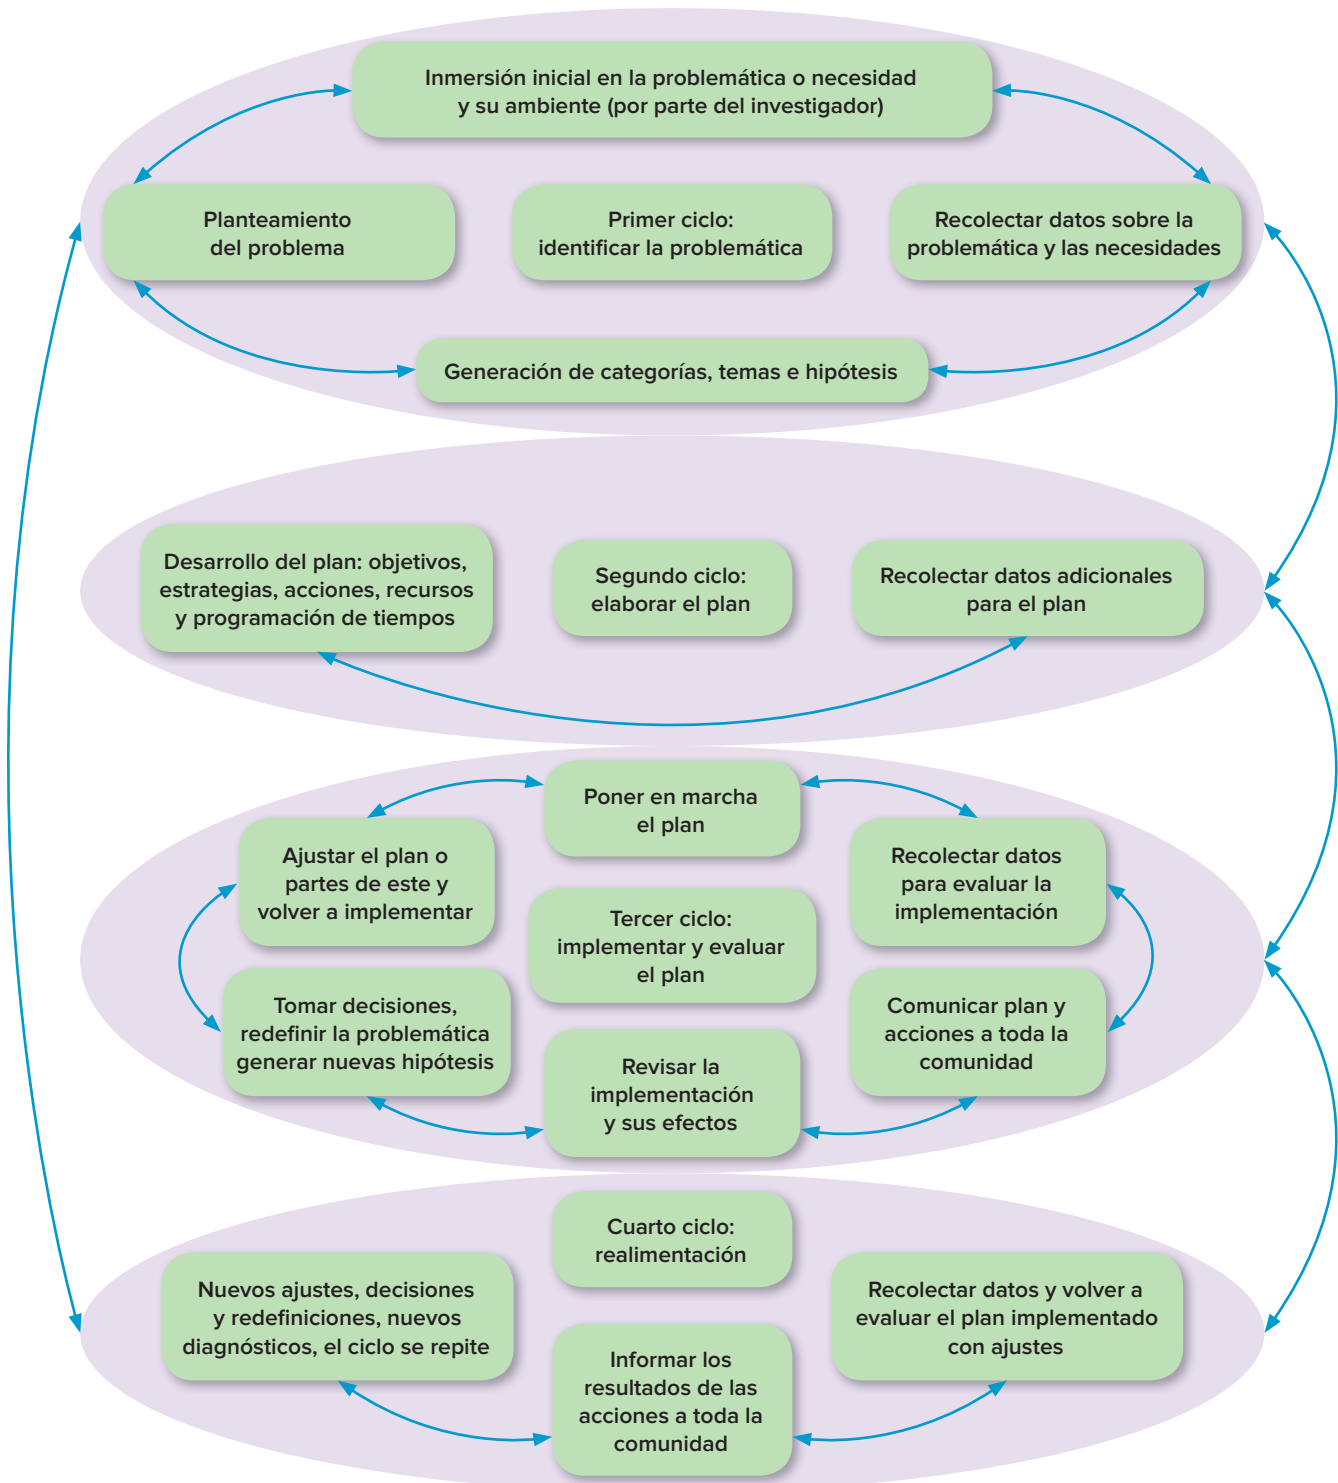 Inmersión inicial en la problemática o necesidad
y su ambiente (por parte del investigador)
Planteamiento
del problema
Primer ciclo:
identificar la problemática
Recolectar datos sobre la
problemática y las necesidades
Generación de categorías, temas e hipótesis
Desarrollo del plan: objetivos,
estrategias, acciones, recursos
y programación de tiempos
Segundo ciclo:
elaborar el plan
Recolectar datos adicionales
para el plan
Poner en marcha
el plan
Ajustar el plan o
partes de este y
volver a implementar
Recolectar datos
para evaluar la
implementación
Tercer ciclo:
implementar y evaluar
el plan
Tomar decisiones,
redefinir la problemática
generar nuevas hipótesis
Comunicar plan y
acciones a toda la
comunidad
Revisar la
implementación
y sus efectos
Cuarto ciclo:
realimentación
Nuevos ajustes, decisiones
y redefiniciones, nuevos
diagnósticos, el ciclo se repite
Recolectar datos y volver a
evaluar el plan implementado
con ajustes
Informar los
resultados de las
acciones a toda la
comunidad